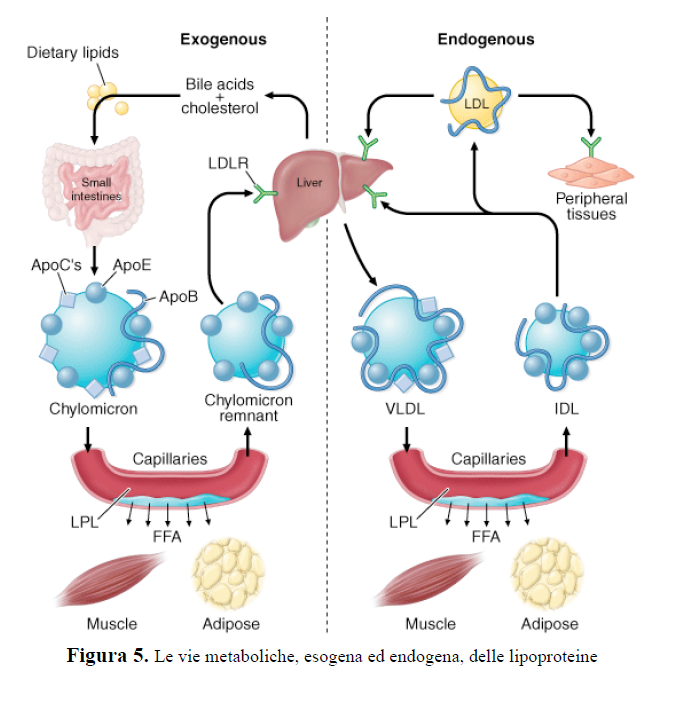 Exogenous
Endogenous
Dietary lipids
Bile acids
+
cholesterol
LDL
Small
intestines
LDLR
Liver
Peripheral
tissues
ApoC's
ApoE
ApoB
Chylomicron
Chylomicron
remnant
VLDL
IDL
Capillaries
LPL
FFA
Muscle
Adipose
Capillaries
LPL
FFA
Muscle
Adipose
Figura 5. Le vie metaboliche, esogena ed endogena, delle lipoproteine